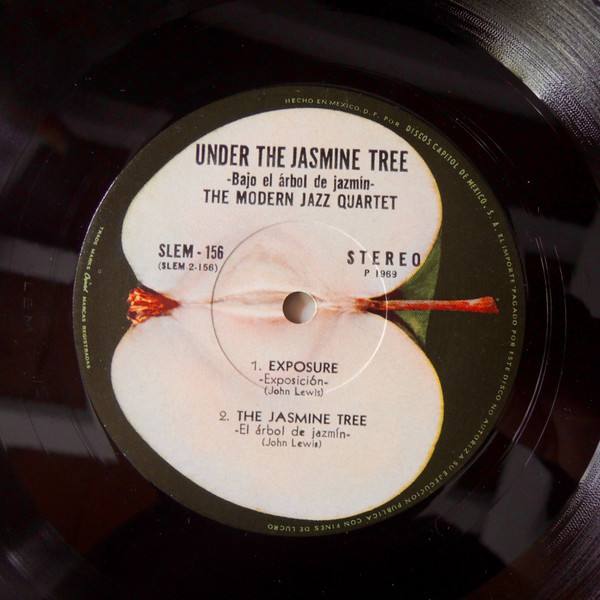 UNDER THE JASMINE TREE
-Bajo el árbol de jazmín-
THE MODERN JAZZ QUARTET
SLEM - 156
(SLEM 2-156)
STEREO
P 1969
1. EXPOSURE
-Exposición-
(John Lewis)
2. THE JASMINE TREE
-El árbol de jazmín-
(John Lewis)
HECHO EN MEXICO, D. F. POR DISCOS CAPITOL DE MEXICO, S. A. EL IMPORTE PAGADO POR ESTE DISCO NO AUTORIZA SU EJECUCION PUBLICA CON FINES DE LUCRO
TRADE MARKS Capitol MARCAS REGISTRADAS